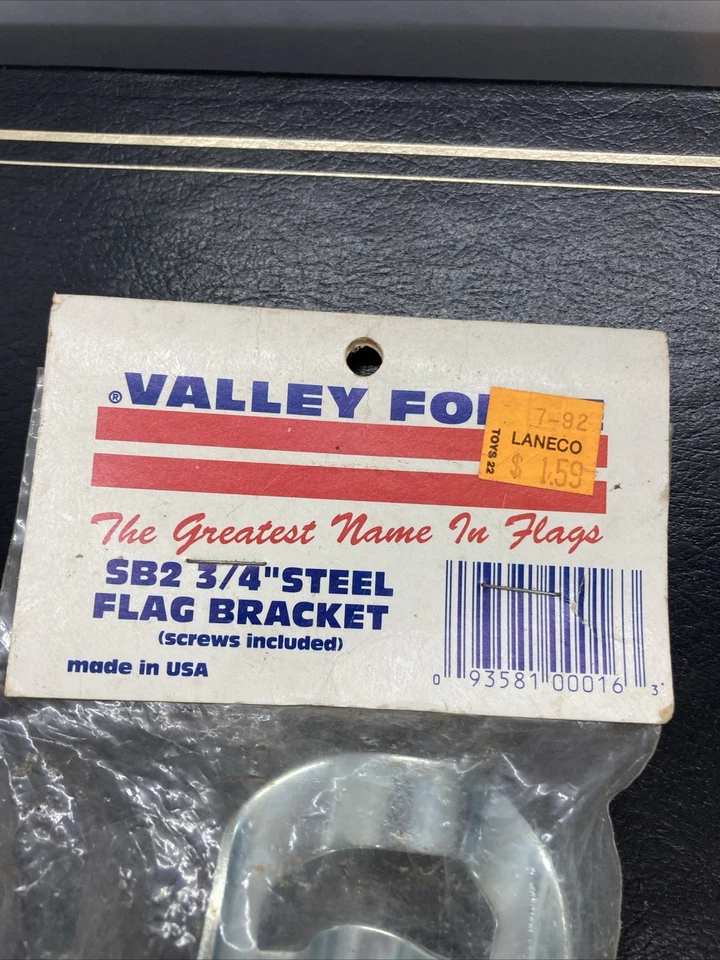 ® VALLEY FO
7-92
LANECO
TOYS 22
$ 1.59
The Greatest Name In Flags
SB2 3/4" STEEL
FLAG BRACKET
(screws included)
made in USA
0 93581 00016 3